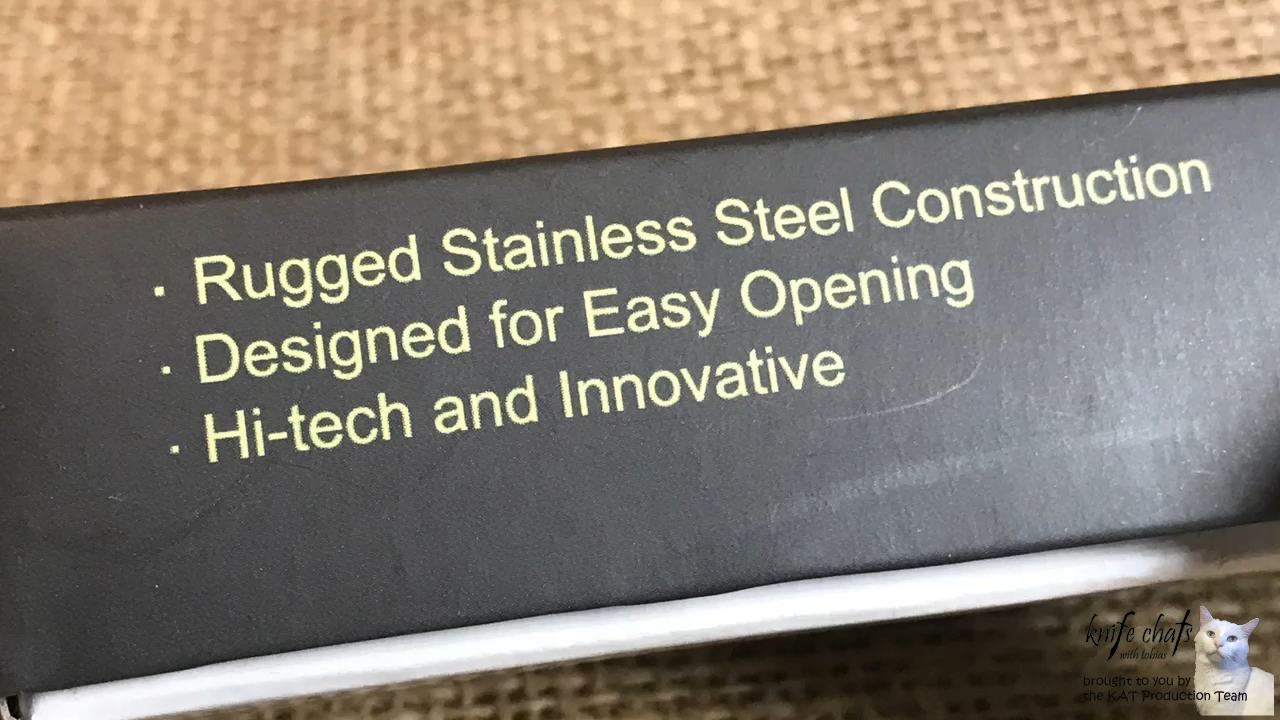 · Rugged Stainless Steel Construction
· Designed for Easy Opening
· Hi-tech and Innovative
knife chats
with tobias
brought to you by
the KAT Production Team